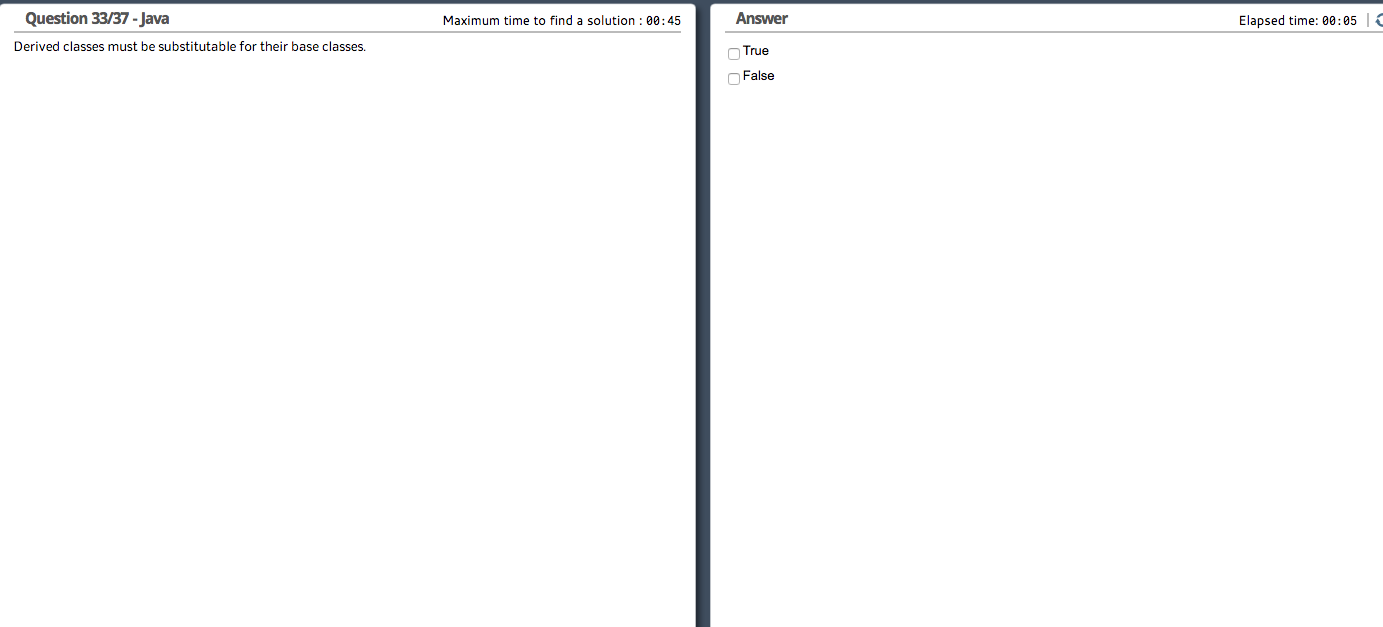 Question 33/37 - Java
Maximum time to find a solution : 00:45
Derived classes must be substitutable for their base classes.
Answer
Elapsed time: 00:05
True
False